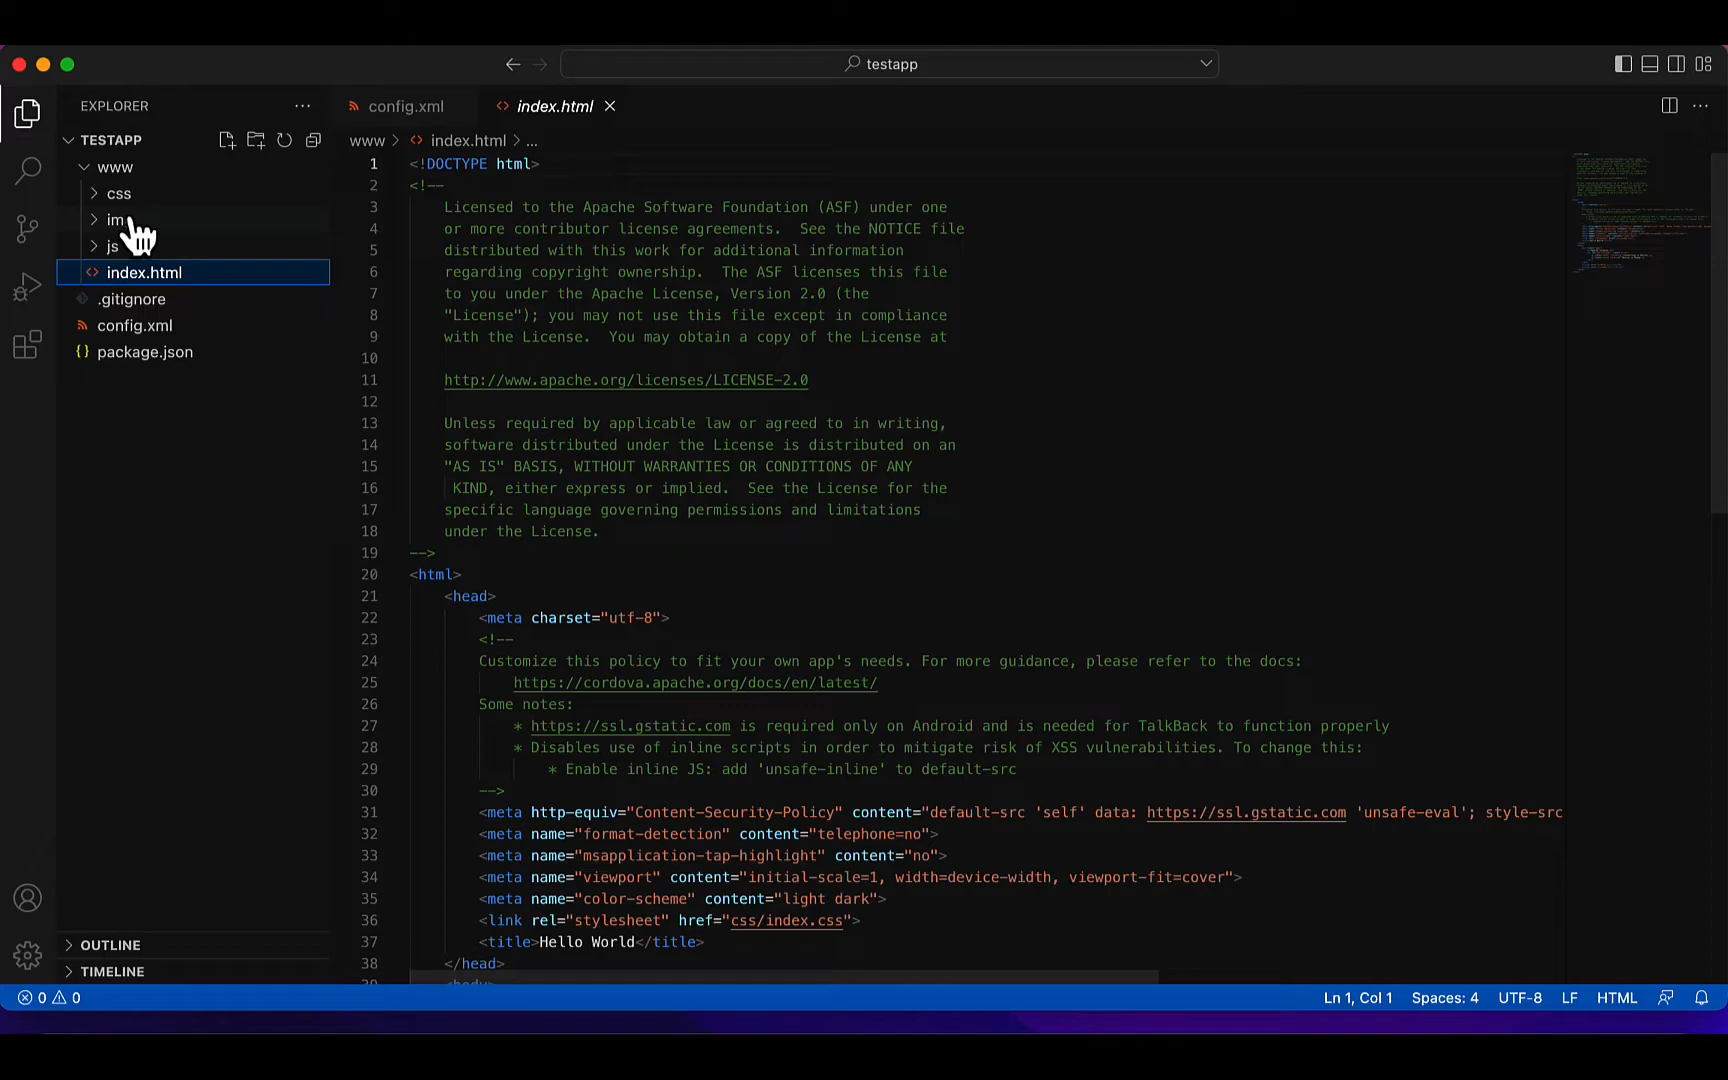 testapp
EXPLORER
config.xml
index.html
TESTAPP
www
css
im
js
index.html
.gitignore
config.xml
package.json
OUTLINE
TIMELINE
www > index.html > ...
1 <!DOCTYPE html>
2 <!--
3 Licensed to the Apache Software Foundation (ASF) under one
4 or more contributor license agreements.  See the NOTICE file
5 distributed with this work for additional information
6 regarding copyright ownership.  The ASF licenses this file
7 to you under the Apache License, Version 2.0 (the
8 "License"); you may not use this file except in compliance
9 with the License.  You may obtain a copy of the License at
10
11 http://www.apache.org/licenses/LICENSE-2.0
12
13 Unless required by applicable law or agreed to in writing,
14 software distributed under the License is distributed on an
15 "AS IS" BASIS, WITHOUT WARRANTIES OR CONDITIONS OF ANY
16 KIND, either express or implied.  See the License for the
17 specific language governing permissions and limitations
18 under the License.
19 -->
20 <html>
21 <head>
22 <meta charset="utf-8">
23 <!--
24 Customize this policy to fit your own app's needs. For more guidance, please refer to the docs:
25 https://cordova.apache.org/docs/en/latest/
26 Some notes:
27 * https://ssl.gstatic.com is required only on Android and is needed for TalkBack to function properly
28 * Disables use of inline scripts in order to mitigate risk of XSS vulnerabilities. To change this:
29 * Enable inline JS: add 'unsafe-inline' to default-src
30 -->
31 <meta http-equiv="Content-Security-Policy" content="default-src 'self' data: https://ssl.gstatic.com 'unsafe-eval'; style-src
32 <meta name="format-detection" content="telephone=no">
33 <meta name="msapplication-tap-highlight" content="no">
34 <meta name="viewport" content="initial-scale=1, width=device-width, viewport-fit=cover">
35 <meta name="color-scheme" content="light dark">
36 <link rel="stylesheet" href="css/index.css">
37 <title>Hello World</title>
38 </head>
39 <body>
0 0
Ln 1, Col 1 Spaces: 4 UTF-8 LF HTML